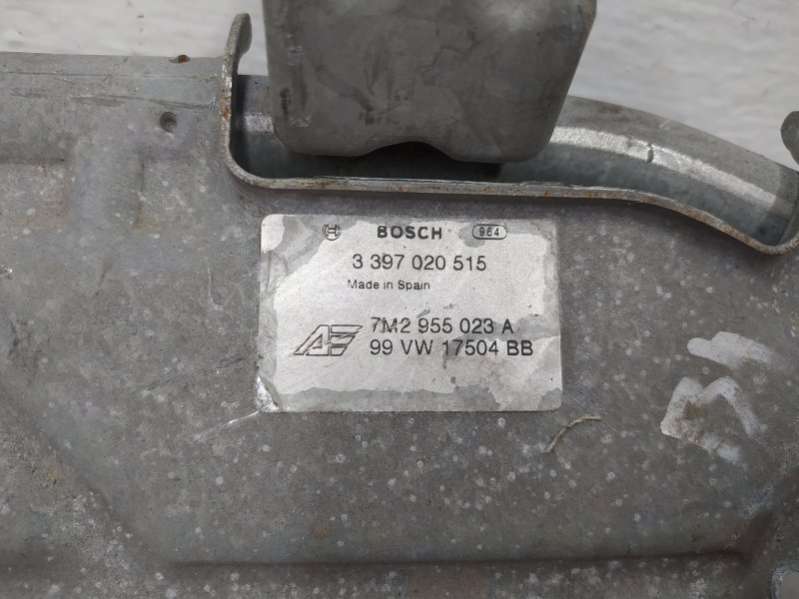 BOSCH 964
3 397 020 515
Made in Spain
7M2 955 023 A
99 VW 17504 BB